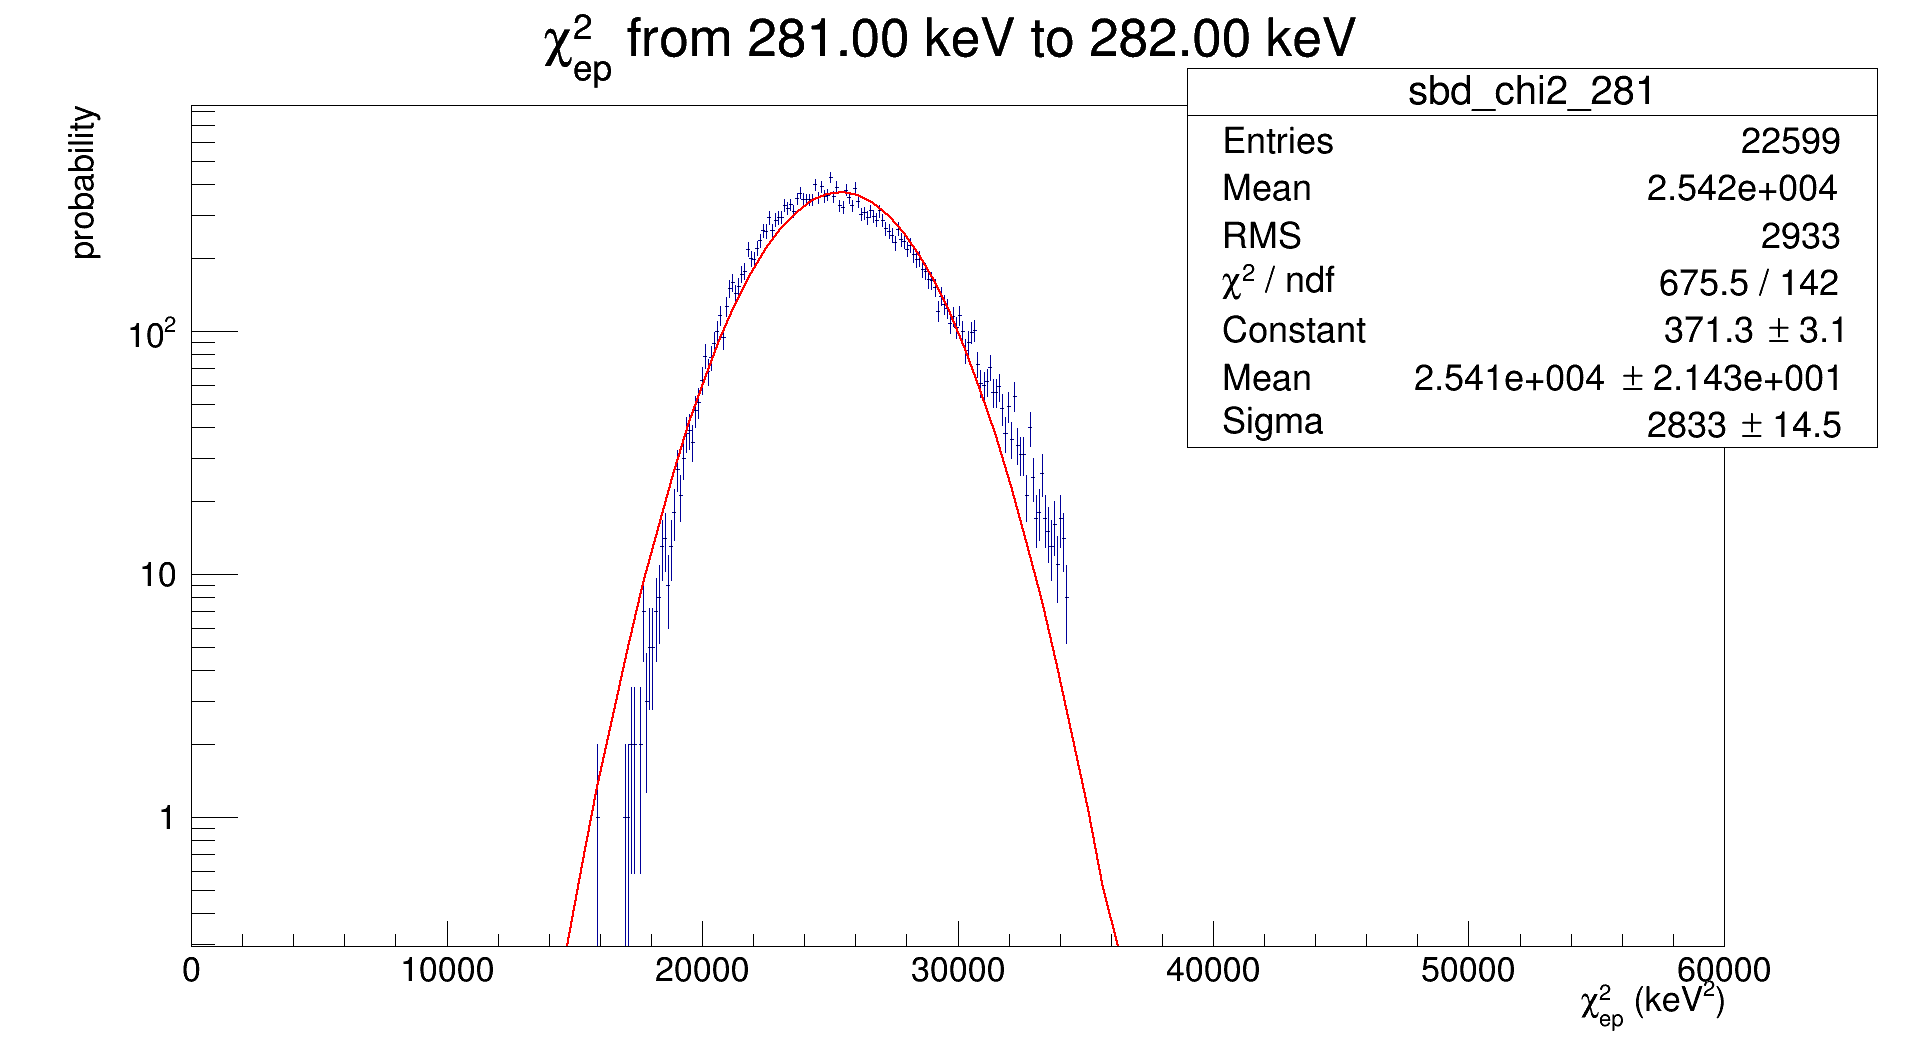 χ²ep from 281.00 keV to 282.00 keV
sbd_chi2_281
Entries 22599
Mean 2.542e+004
RMS 2933
χ² / ndf 675.5 / 142
Constant 371.3 ± 3.1
Mean 2.541e+004 ± 2.143e+001
Sigma 2833 ± 14.5
probability
10²
10
1
0 10000 20000 30000 40000 50000 60000
χ²ep (keV²)